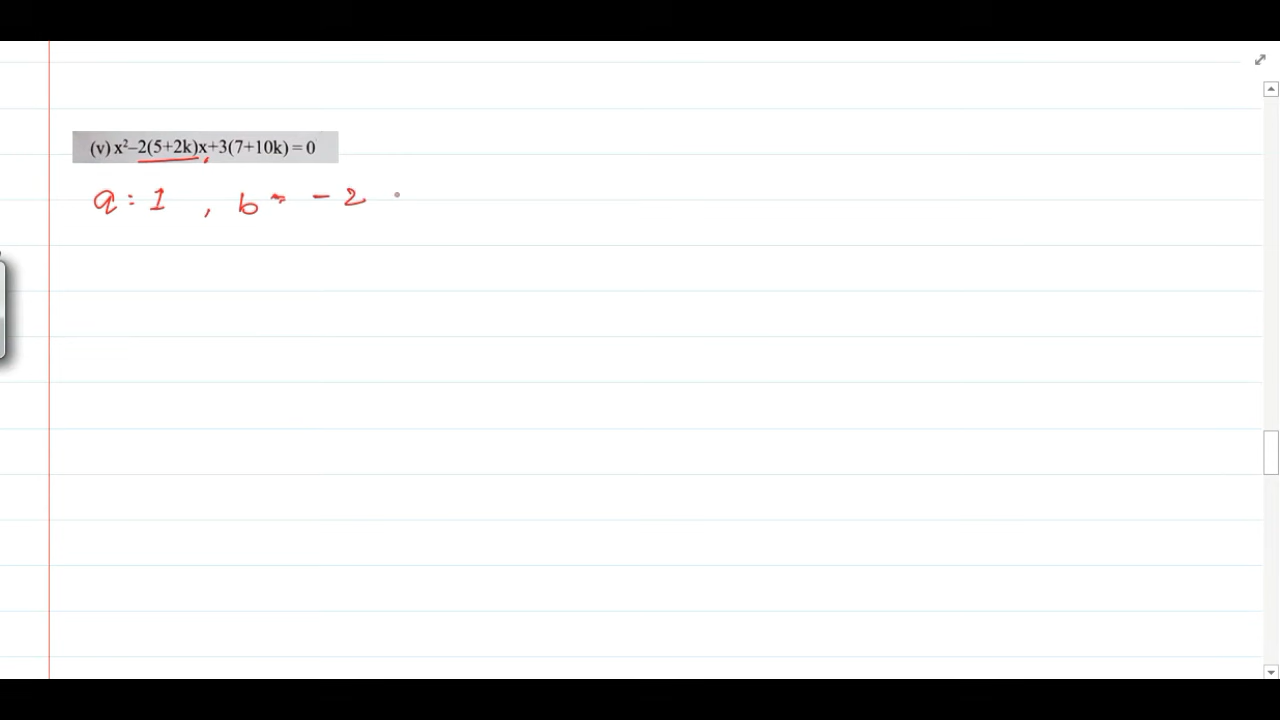 (v) x²–2(5+2k)x+3(7+10k) = 0
a = 1 , b = - 2